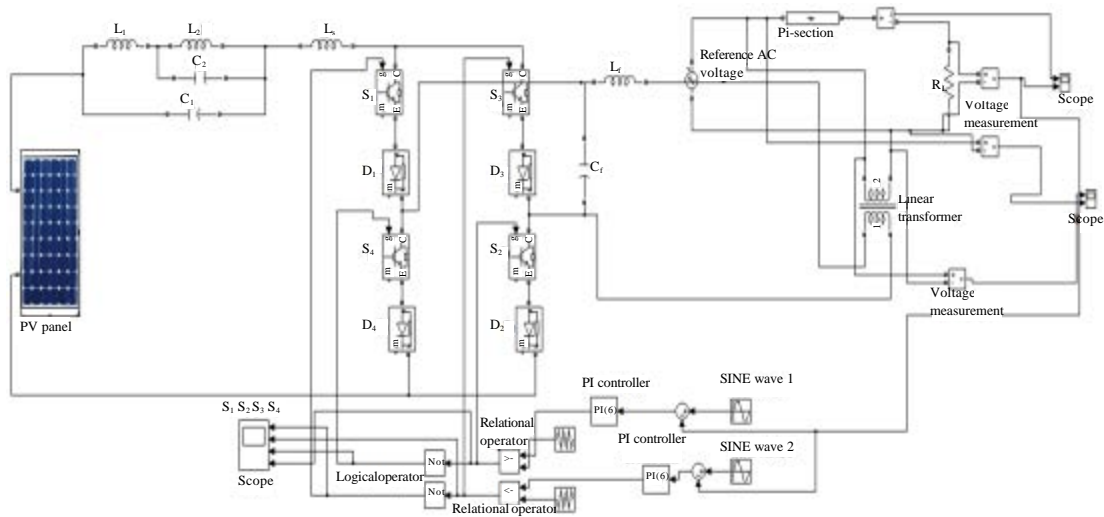 L1
L2
Ls
C2
C1
Lf
Reference AC
voltage
Pi-section
RL
Voltage
measurement
Scope
Scope
S1
g
C
m
E
S3
g
C
m
E
D1
m
D3
m
Cf
S4
g
C
m
E
S2
g
C
m
E
D4
m
D2
m
2
1
Linear
transformer
Voltage
measurement
PV panel
S1 S2 S3 S4
Scope
PI controller
SINE wave 1
PI(6)
Relational
operator
PI controller
SINE wave 2
PI(6)
Logicaloperator
Not
>-
Not
<-
Relational operator